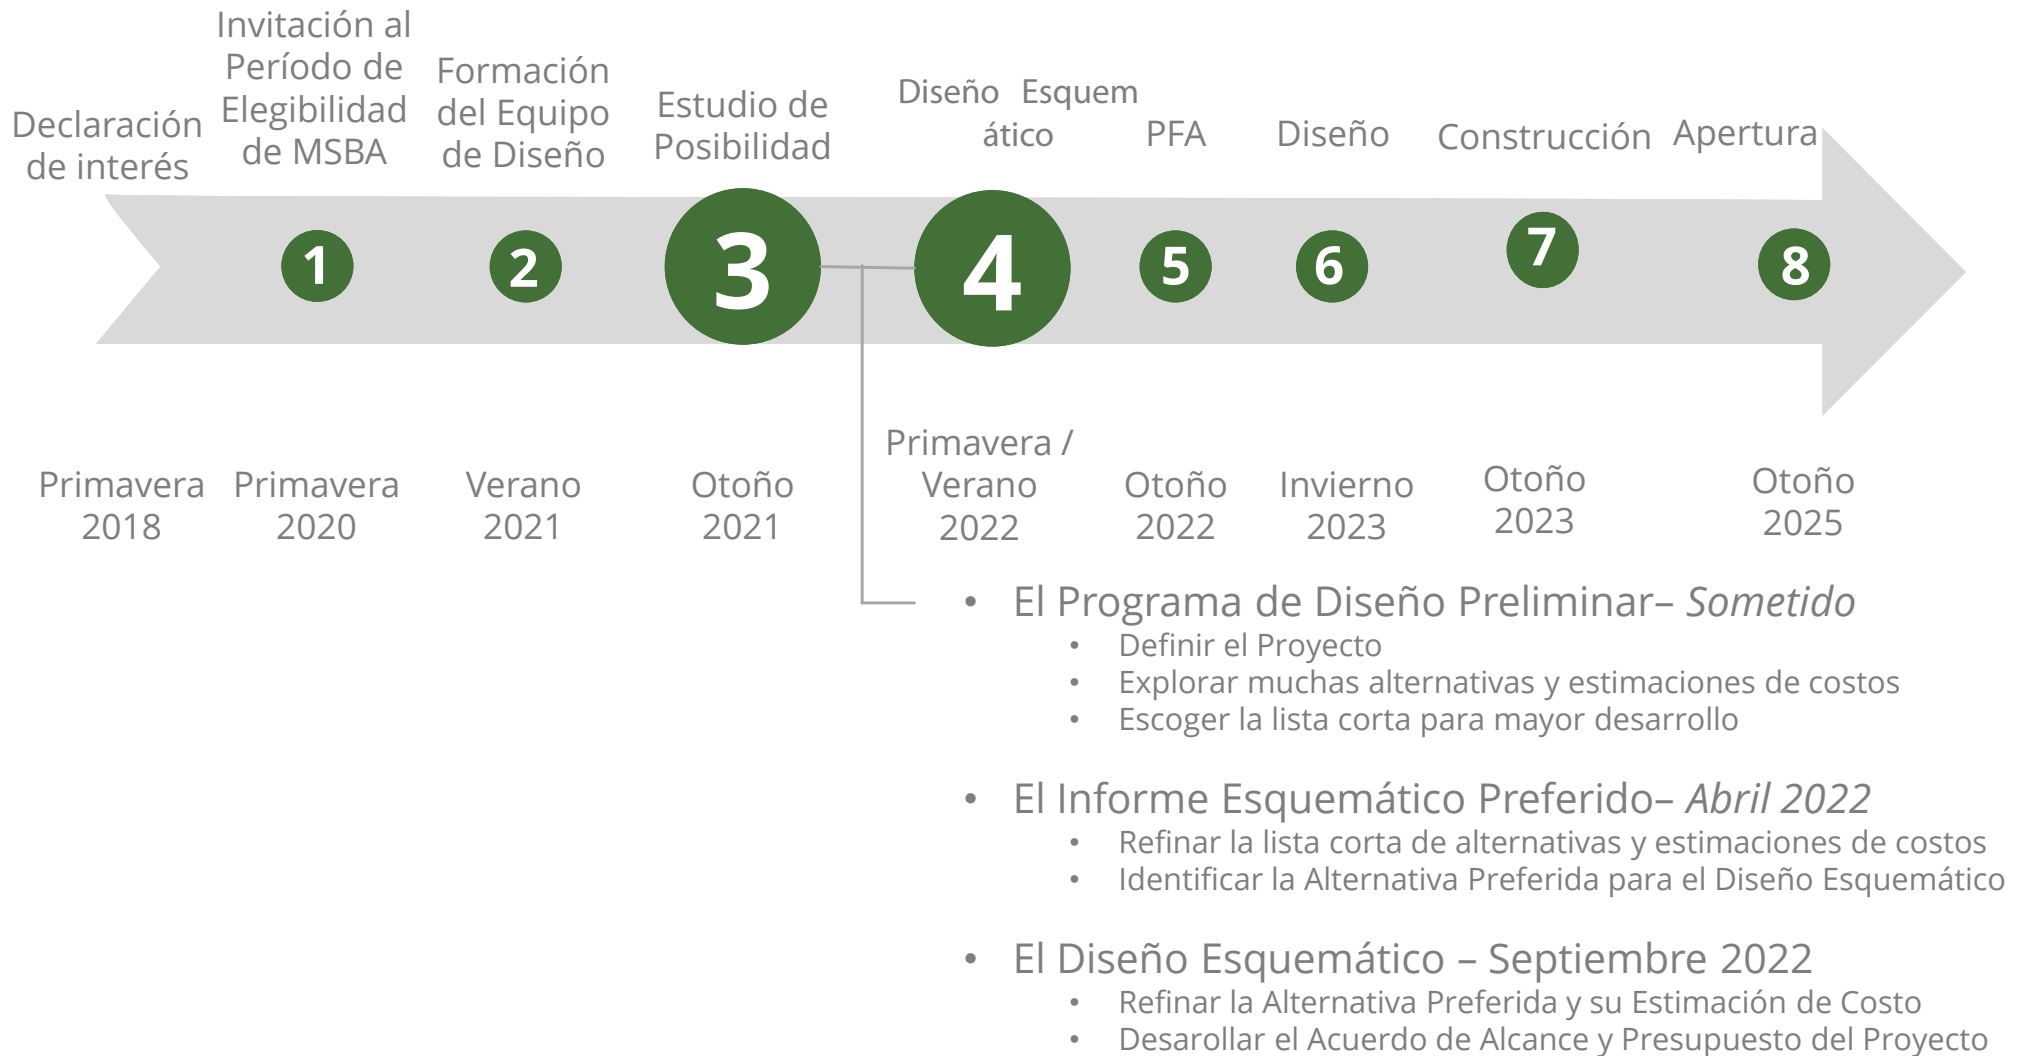 Declaración
de interés
Invitación al
Período de
Elegibilidad
de MSBA
Formación
del Equipo
de Diseño
Estudio de
Posibilidad
Diseño Esquem
ático
PFA
Diseño
Construcción
Apertura
1
2
3
4
5
6
7
8
Primavera
2018
Primavera
2020
Verano
2021
Otoño
2021
Primavera /
Verano
2022
Otoño
2022
Invierno
2023
Otoño
2023
Otoño
2025
• El Programa de Diseño Preliminar– Sometido
• Definir el Proyecto
• Explorar muchas alternativas y estimaciones de costos
• Escoger la lista corta para mayor desarrollo
• El Informe Esquemático Preferido– Abril 2022
• Refinar la lista corta de alternativas y estimaciones de costos
• Identificar la Alternativa Preferida para el Diseño Esquemático
• El Diseño Esquemático – Septiembre 2022
• Refinar la Alternativa Preferida y su Estimación de Costo
• Desarollar el Acuerdo de Alcance y Presupuesto del Proyecto